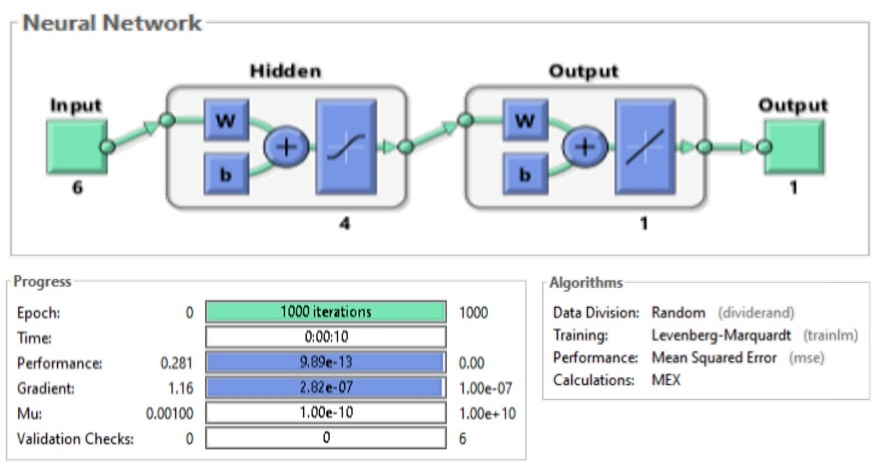 Neural Network
Hidden Output
Input Output
W W
b b
6 4 1 1
Progress
Epoch: 0 1000 iterations 1000
Time: 0:00:10
Performance: 0.281 9.89e-13 0.00
Gradient: 1.16 2.82e-07 1.00e-07
Mu: 0.00100 1.00e-10 1.00e+10
Validation Checks: 0 0 6
Algorithms
Data Division: Random (dividerand)
Training: Levenberg-Marquardt (trainlm)
Performance: Mean Squared Error (mse)
Calculations: MEX